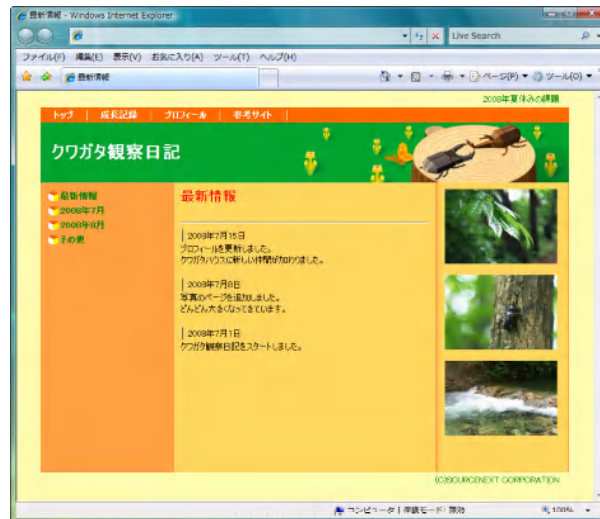 最新情報 - Windows Internet Explorer
Live Search
ファイル(F) 編集(E) 表示(V) お気に入り(A) ツール(T) ヘルプ(H)
最新情報
ページ(P) ツール(O)
2008年夏休みの課題
トップ | 成長記録 | プロフィール | 参考サイト |
クワガタ観察日記
最新情報
2008年7月
2008年8月
その他
最新情報
2008年7月15日
プロフィールを更新しました。
クワガタハウスに新しい仲間が加わりました。
2008年7月8日
写真のページを追加しました。
どんどん大きくなってきています。
2008年7月1日
クワガタ観察日記をスタートしました。
(C)SOURCENEXT CORPORATION
コンピュータ | 保護モード: 無効
100%